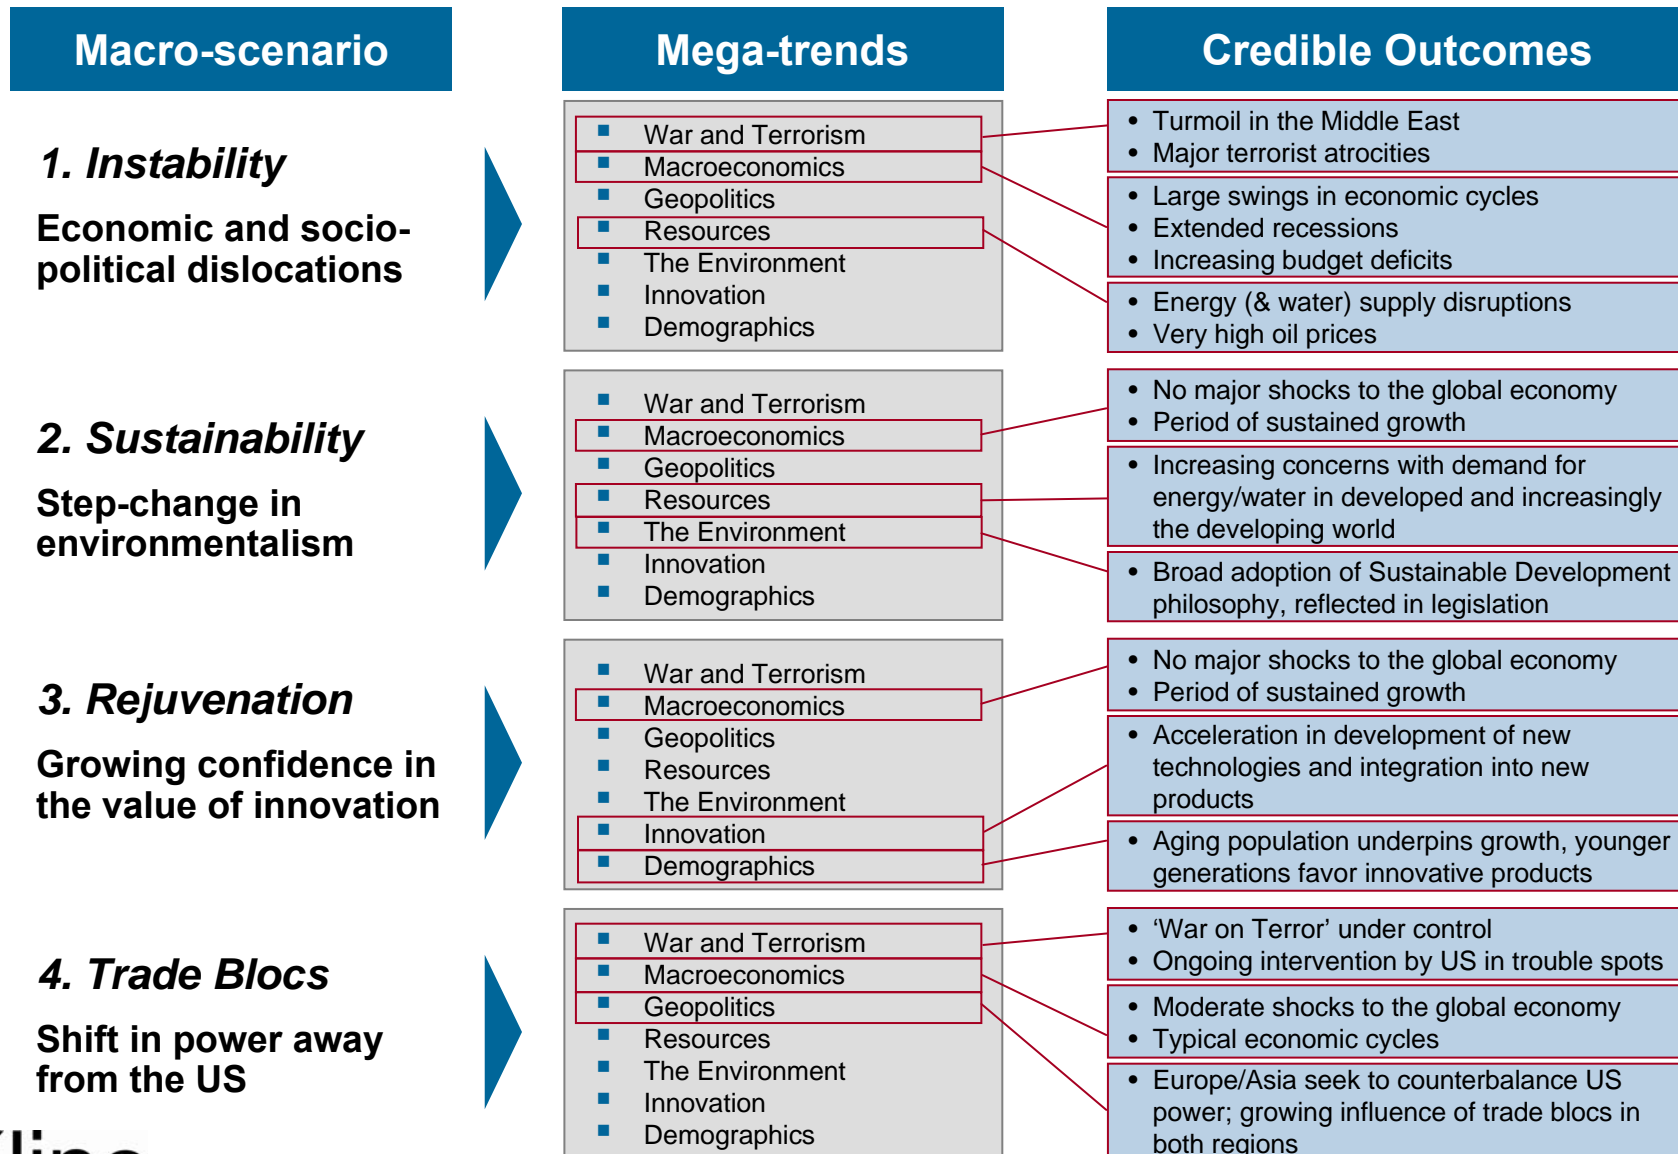 Macro-scenario
Mega-trends
Credible Outcomes
1. Instability
Economic and socio-
political dislocations
War and Terrorism
Macroeconomics
Geopolitics
Resources
The Environment
Innovation
Demographics
• Turmoil in the Middle East
• Major terrorist atrocities
• Large swings in economic cycles
• Extended recessions
• Increasing budget deficits
• Energy (& water) supply disruptions
• Very high oil prices
2. Sustainability
Step-change in
environmentalism
War and Terrorism
Macroeconomics
Geopolitics
Resources
The Environment
Innovation
Demographics
• No major shocks to the global economy
• Period of sustained growth
• Increasing concerns with demand for
energy/water in developed and increasingly
the developing world
• Broad adoption of Sustainable Development
philosophy, reflected in legislation
3. Rejuvenation
Growing confidence in
the value of innovation
War and Terrorism
Macroeconomics
Geopolitics
Resources
The Environment
Innovation
Demographics
• No major shocks to the global economy
• Period of sustained growth
• Acceleration in development of new
technologies and integration into new
products
• Aging population underpins growth, younger
generations favor innovative products
4. Trade Blocs
Shift in power away
from the US
War and Terrorism
Macroeconomics
Geopolitics
Resources
The Environment
Innovation
Demographics
• ‘War on Terror’ under control
• Ongoing intervention by US in trouble spots
• Moderate shocks to the global economy
• Typical economic cycles
• Europe/Asia seek to counterbalance US
power; growing influence of trade blocs in
both regions